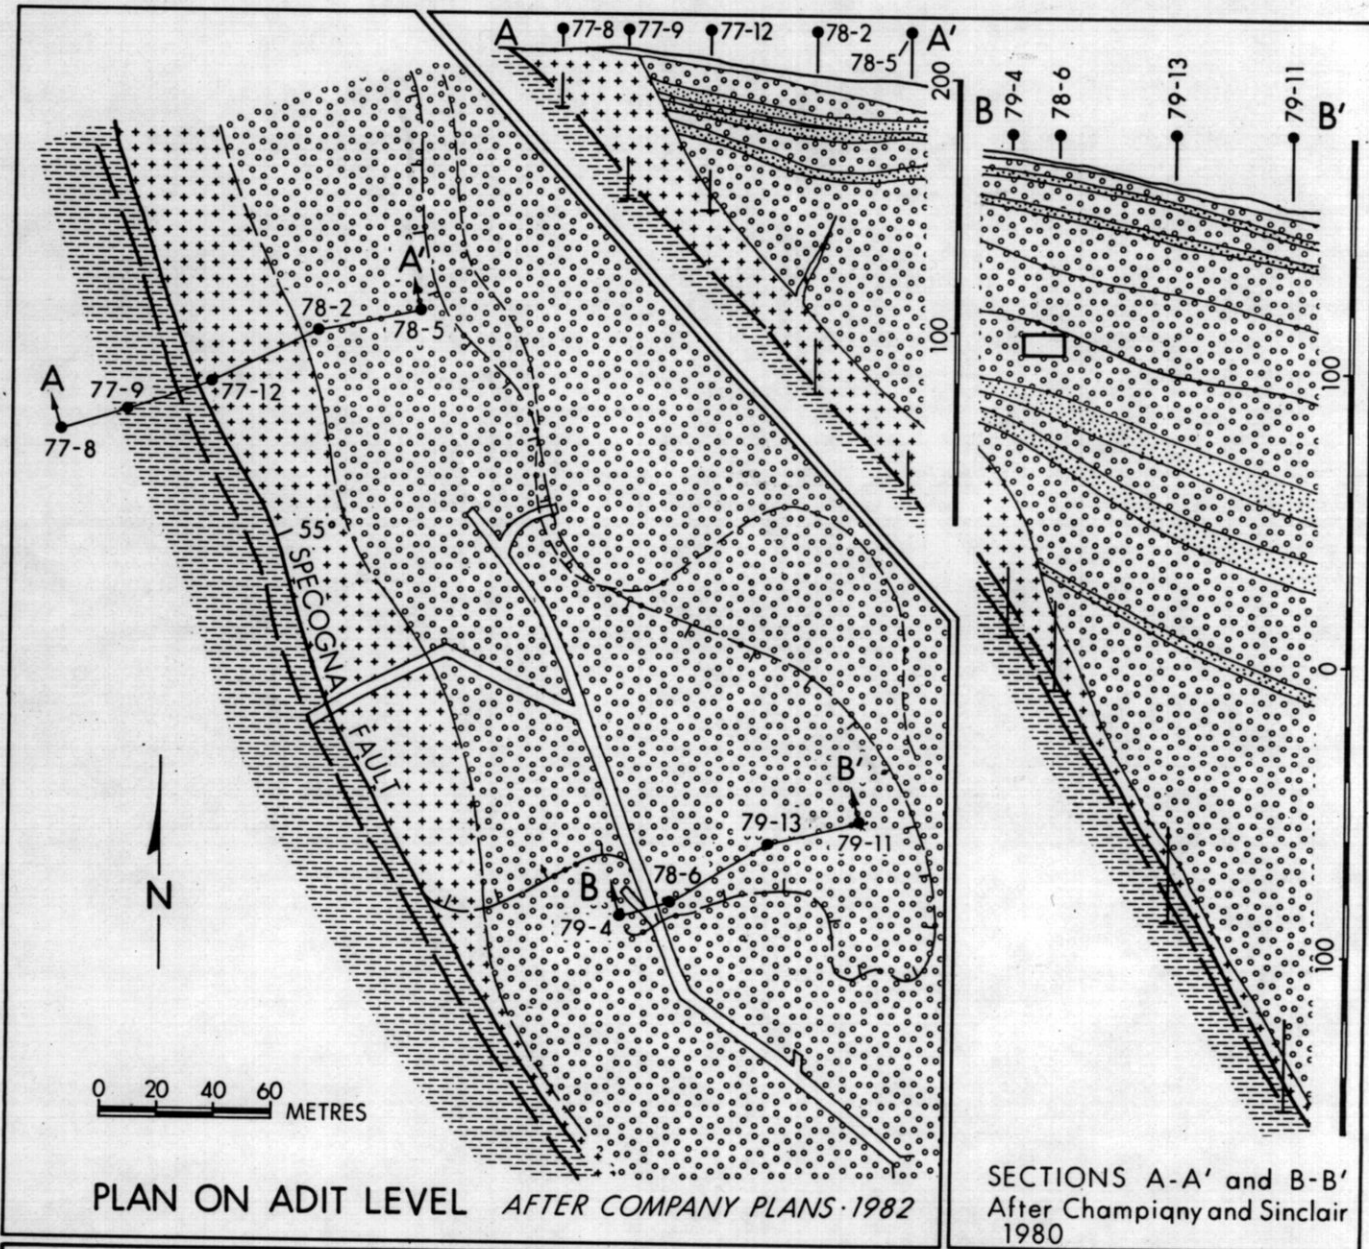 A 77-8 77-9 77-12 78-2 78-5 A'
200
100
B 79-4 78-6 79-13 79-11 B'
100
0
100
A'
78-2
78-5
A
77-9
77-12
77-8
55
SPECOGNA
FAULT
B'
79-13
79-11
78-6
B
79-4
N
0 20 40 60 METRES
PLAN ON ADIT LEVEL AFTER COMPANY PLANS · 1982
SECTIONS A-A' and B-B'
After Champigny and Sinclair
1980